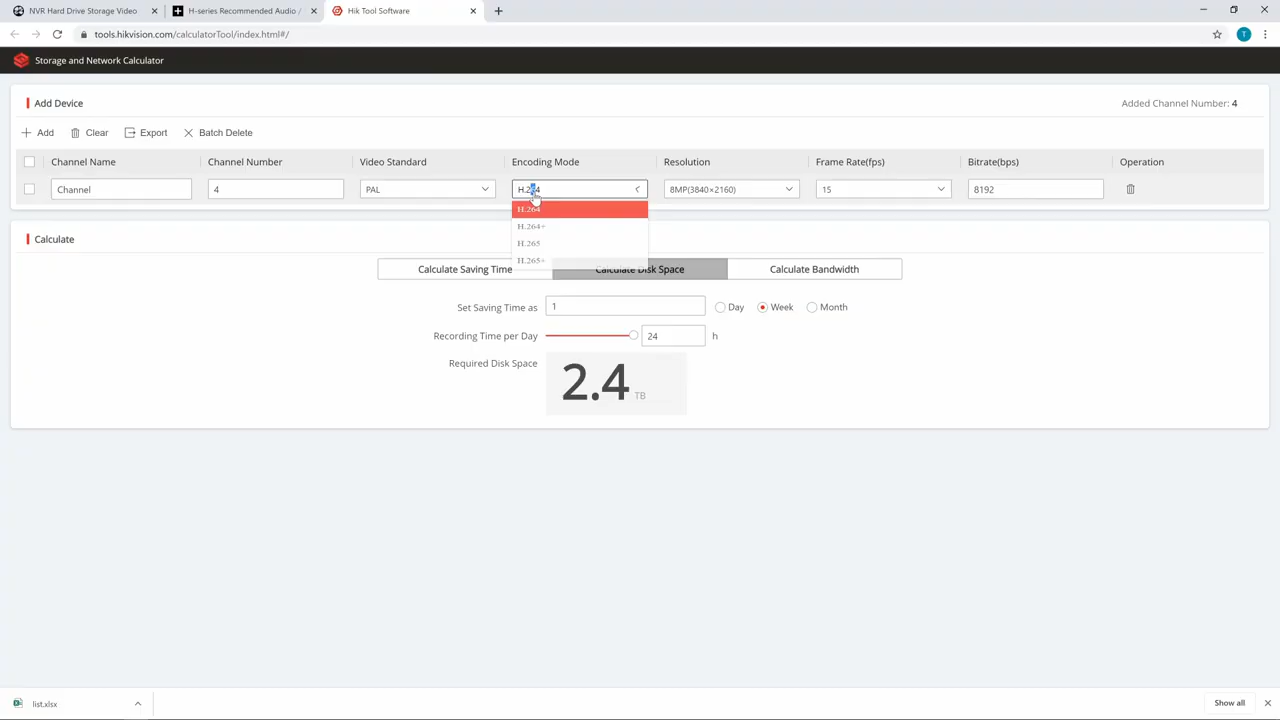 NVR Hard Drive Storage Video
H-series Recommended Audio /
Hik Tool Software
tools.hikvision.com/calculatorTool/index.html#/
T
Storage and Network Calculator
Add Device
Added Channel Number: 4
Add
Clear
Export
Batch Delete
Channel Name
Channel Number
Video Standard
Encoding Mode
Resolution
Frame Rate(fps)
Bitrate(bps)
Operation
Channel
4
PAL
H.264
8MP(3840×2160)
15
8192
H.264
H.264+
H.265
H.265+
Calculate
Calculate Saving Time
Calculate Disk Space
Calculate Bandwidth
Set Saving Time as
1
Day
Week
Month
Recording Time per Day
24
h
Required Disk Space
2.4 TB
list.xlsx
Show all